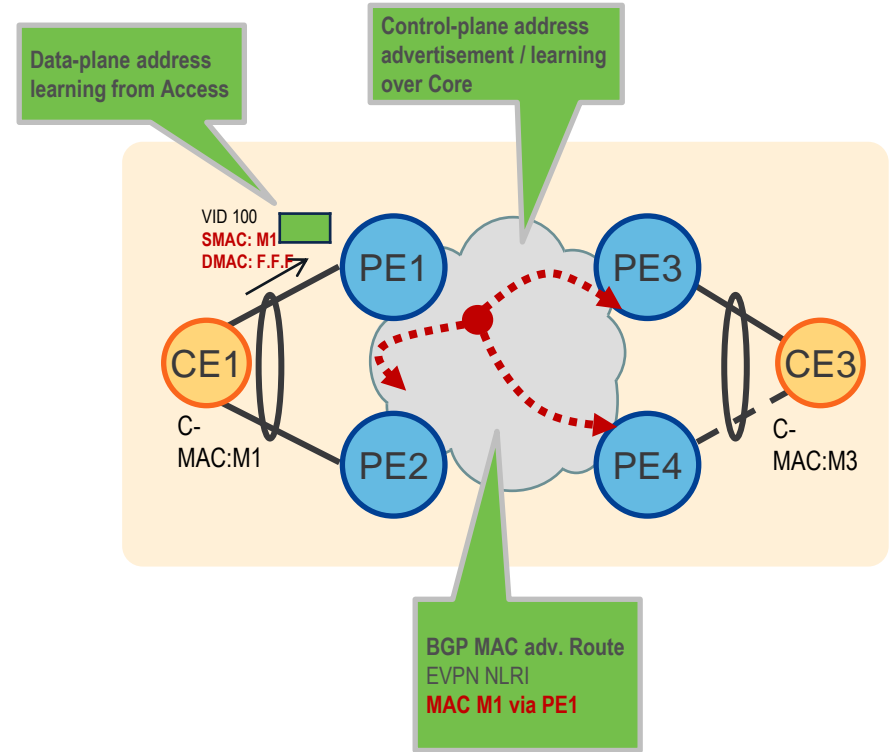 Data-plane address
learning from Access
Control-plane address
advertisement / learning
over Core
VID 100
SMAC: M1
DMAC: F.F.F
PE1
PE3
CE1
CE3
C-
MAC:M1
PE2
PE4
C-
MAC:M3
BGP MAC adv. Route
EVPN NLRI
MAC M1 via PE1